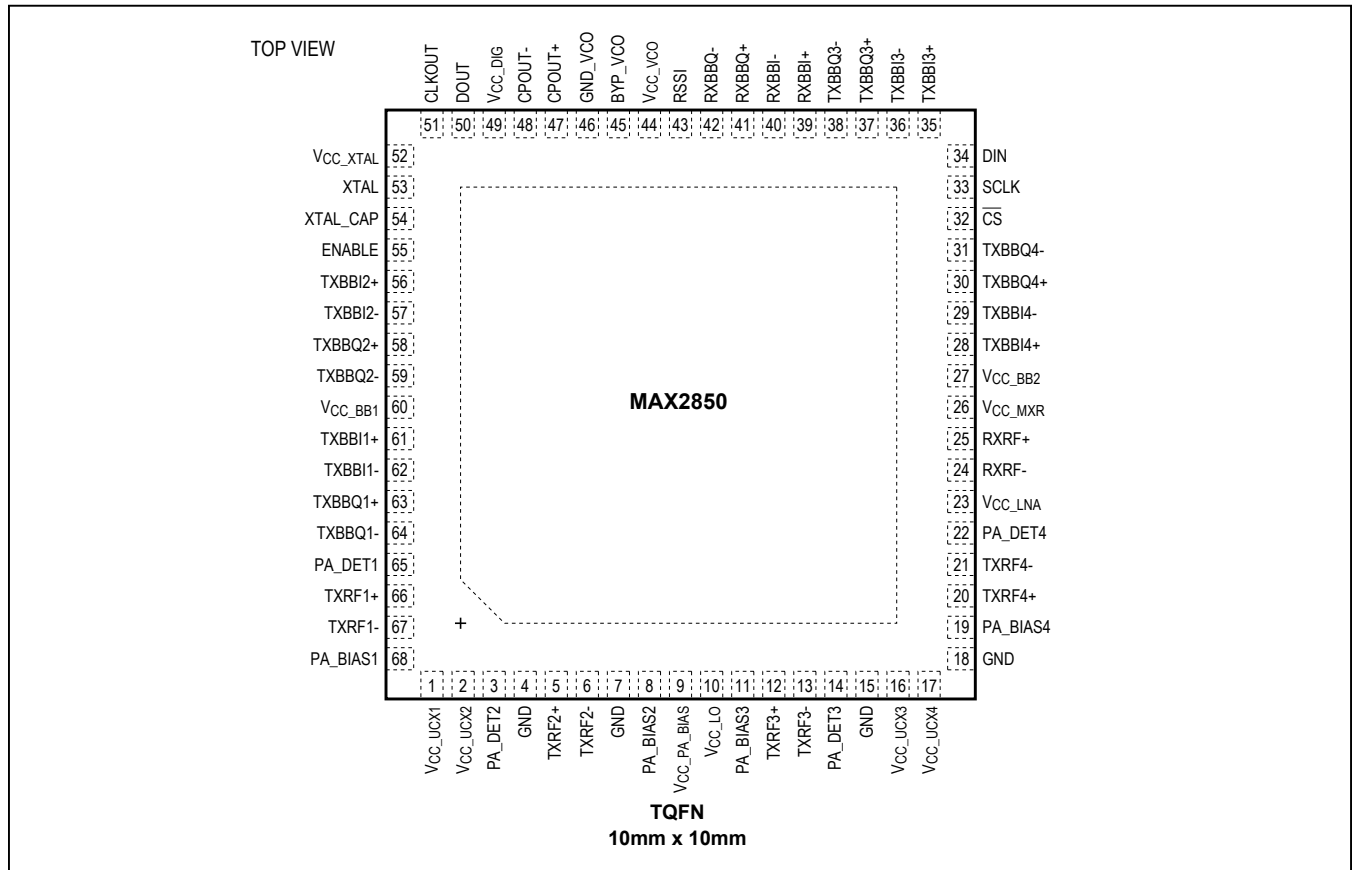 TOP VIEW
CLKOUT
DOUT
VCC_DIG
CPOUT-
CPOUT+
GND_VCO
BYP_VCO
VCC_VCO
RSSI
RXBBQ-
RXBBQ+
RXBBI-
RXBBI+
TXBBQ3-
TXBBQ3+
TXBBI3-
TXBBI3+
51 50 49 48 47 46 45 44 43 42 41 40 39 38 37 36 35
VCC_XTAL 52
XTAL 53
XTAL_CAP 54
ENABLE 55
TXBBI2+ 56
TXBBI2- 57
TXBBQ2+ 58
TXBBQ2- 59
VCC_BB1 60
TXBBI1+ 61
TXBBI1- 62
TXBBQ1+ 63
TXBBQ1- 64
PA_DET1 65
TXRF1+ 66
TXRF1- 67
PA_BIAS1 68
MAX2850
+
34 DIN
33 SCLK
32 C̅S̅
31 TXBBQ4-
30 TXBBQ4+
29 TXBBI4-
28 TXBBI4+
27 VCC_BB2
26 VCC_MXR
25 RXRF+
24 RXRF-
23 VCC_LNA
22 PA_DET4
21 TXRF4-
20 TXRF4+
19 PA_BIAS4
18 GND
1 2 3 4 5 6 7 8 9 10 11 12 13 14 15 16 17
VCC_UCX1
VCC_UCX2
PA_DET2
GND
TXRF2+
TXRF2-
GND
PA_BIAS2
VCC_PA_BIAS
VCC_LO
PA_BIAS3
TXRF3+
TXRF3-
PA_DET3
GND
VCC_UCX3
VCC_UCX4
TQFN
10mm x 10mm